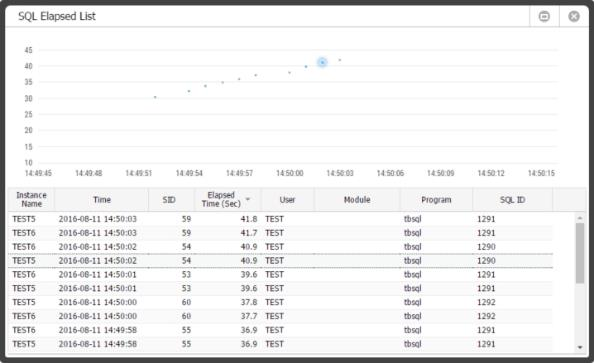 SQL Elapsed List
45
40
35
30
25
20
15
10
14:49:45 14:49:48 14:49:51 14:49:54 14:49:57 14:50:00 14:50:03 14:50:06 14:50:09 14:50:12 14:50:15
Instance Name Time SID Elapsed Time (Sec) User Module Program SQL ID
TEST5 2016-08-11 14:50:03 59 41.8 TEST tbsql 1291
TEST6 2016-08-11 14:50:03 59 41.7 TEST tbsql 1291
TEST6 2016-08-11 14:50:02 54 40.9 TEST tbsql 1290
TEST5 2016-08-11 14:50:02 54 40.9 TEST tbsql 1290
TEST6 2016-08-11 14:50:01 53 39.6 TEST tbsql 1291
TEST5 2016-08-11 14:50:01 53 39.6 TEST tbsql 1291
TEST5 2016-08-11 14:50:00 60 37.8 TEST tbsql 1292
TEST6 2016-08-11 14:50:00 60 37.7 TEST tbsql 1292
TEST6 2016-08-11 14:49:58 55 36.9 TEST tbsql 1291
TEST5 2016-08-11 14:49:58 55 36.9 TEST tbsql 1291